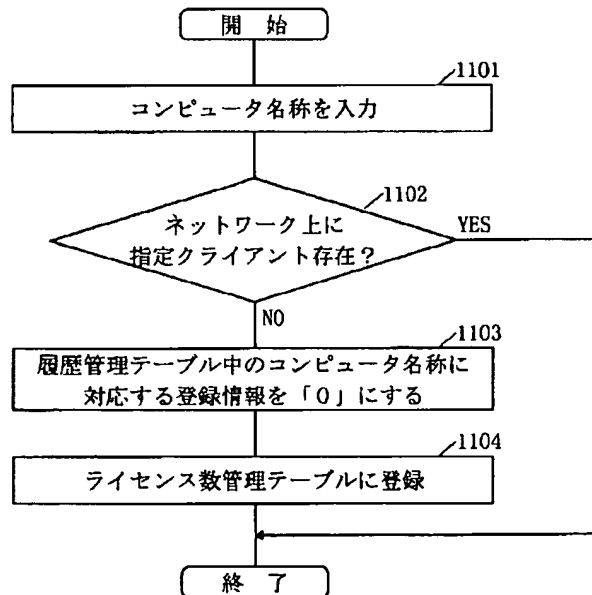 開 始
1101
コンピュータ名称を入力
1102
ネットワーク上に
指定クライアント存在?
YES
NO
1103
履歴管理テーブル中のコンピュータ名称に
対応する登録情報を「0」にする
1104
ライセンス数管理テーブルに登録
終 了